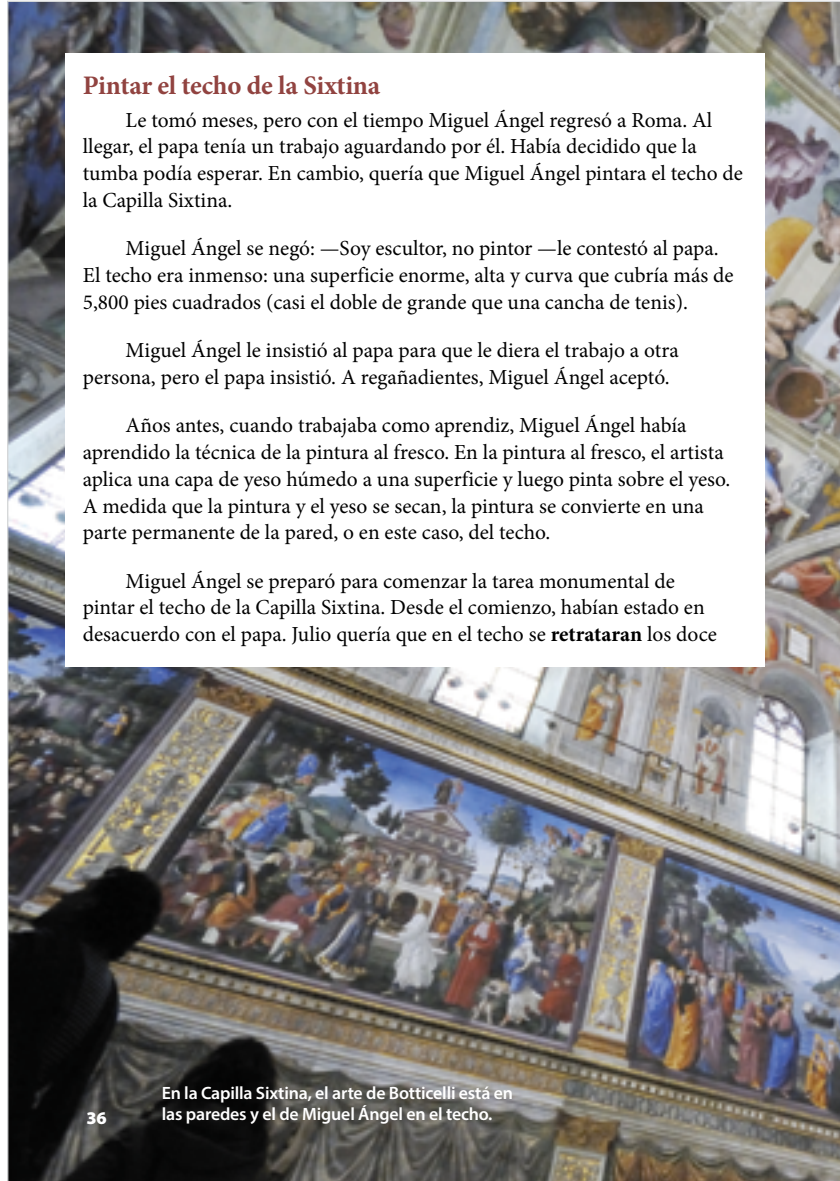 Pintar el techo de la Sixtina
Le tomó meses, pero con el tiempo Miguel Ángel regresó a Roma. Al
llegar, el papa tenía un trabajo aguardando por él. Había decidido que la
tumba podía esperar. En cambio, quería que Miguel Ángel pintara el techo de
la Capilla Sixtina.
Miguel Ángel se negó: —Soy escultor, no pintor —le contestó al papa.
El techo era inmenso: una superficie enorme, alta y curva que cubría más de
5,800 pies cuadrados (casi el doble de grande que una cancha de tenis).
Miguel Ángel le insistió al papa para que le diera el trabajo a otra
persona, pero el papa insistió. A regañadientes, Miguel Ángel aceptó.
Años antes, cuando trabajaba como aprendiz, Miguel Ángel había
aprendido la técnica de la pintura al fresco. En la pintura al fresco, el artista
aplica una capa de yeso húmedo a una superficie y luego pinta sobre el yeso.
A medida que la pintura y el yeso se secan, la pintura se convierte en una
parte permanente de la pared, o en este caso, del techo.
Miguel Ángel se preparó para comenzar la tarea monumental de
pintar el techo de la Capilla Sixtina. Desde el comienzo, habían estado en
desacuerdo con el papa. Julio quería que en el techo se retrataran los doce
En la Capilla Sixtina, el arte de Botticelli está en
las paredes y el de Miguel Ángel en el techo.
36